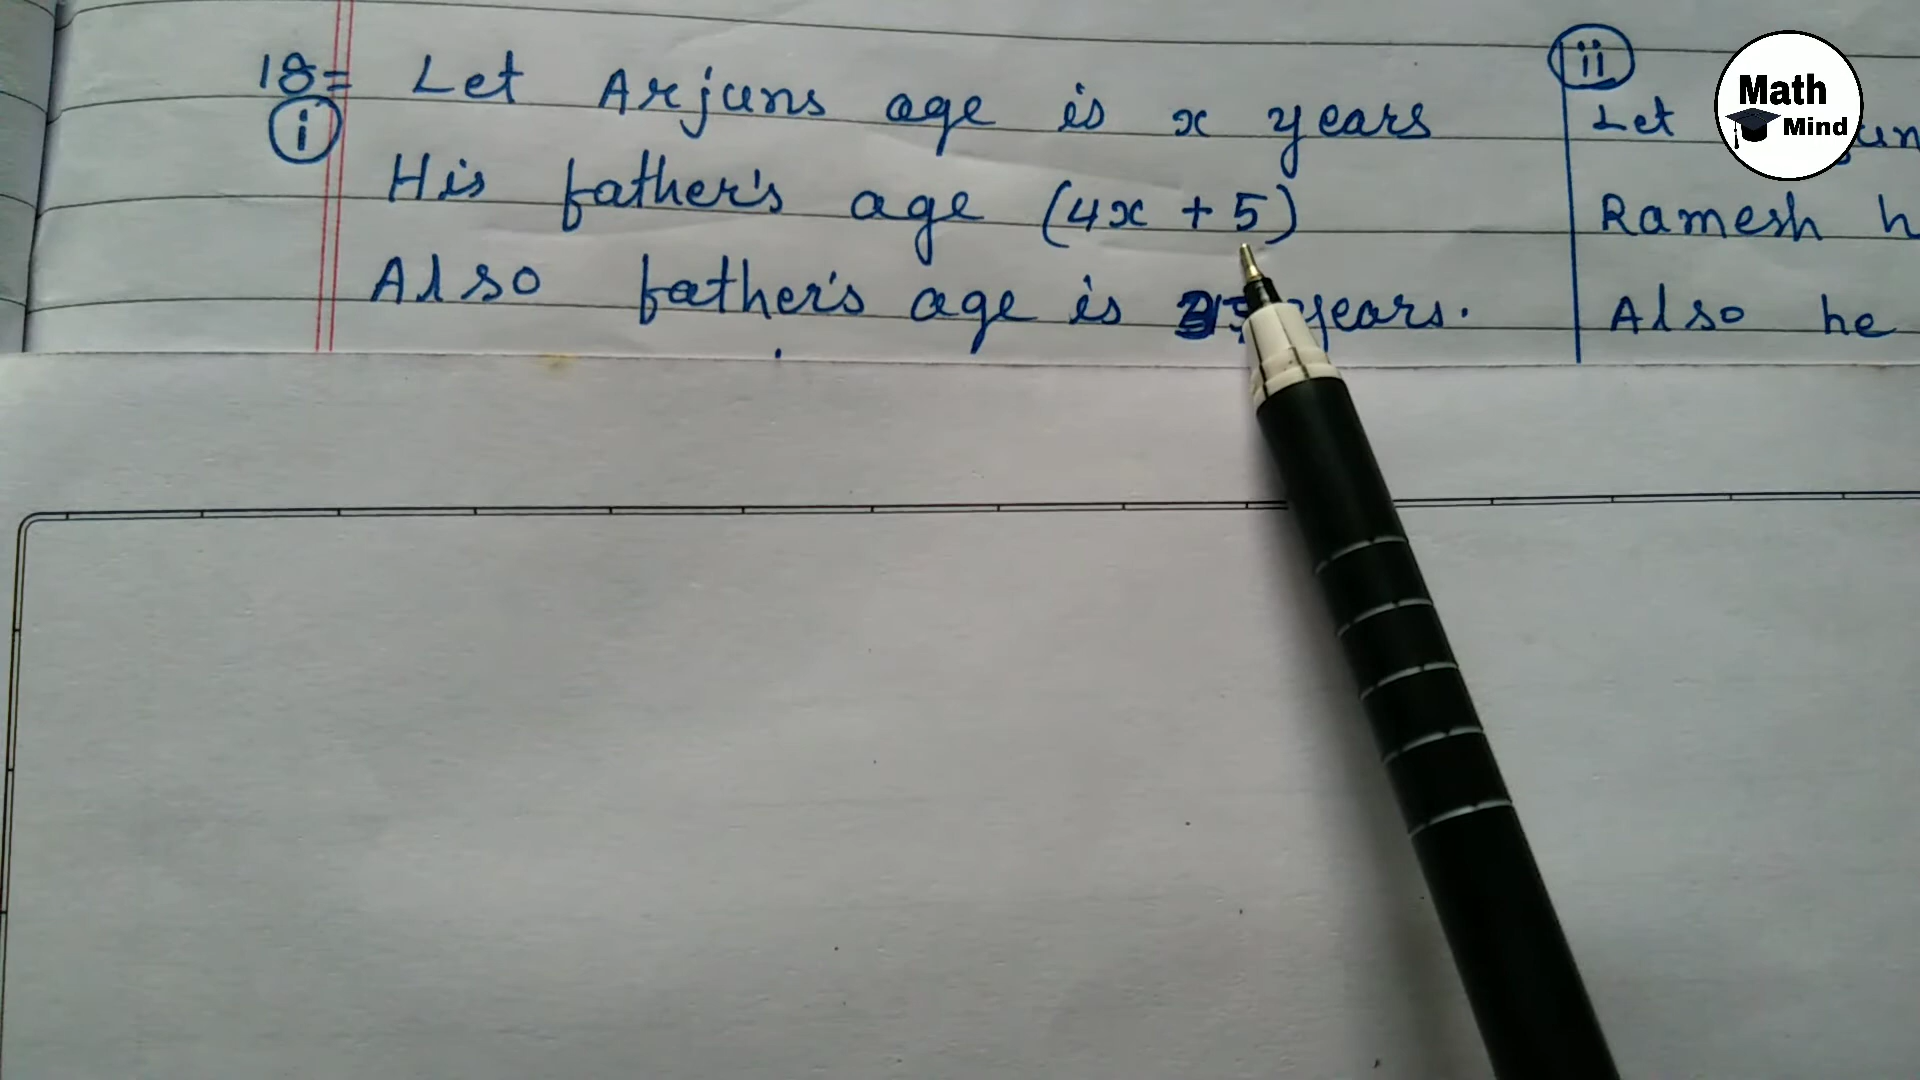 18=
i
Let Arjuns age is x years
His father's age (4x + 5)
Also father's age is years.
ii
Let
Ramesh h
Also he
Math
Mind